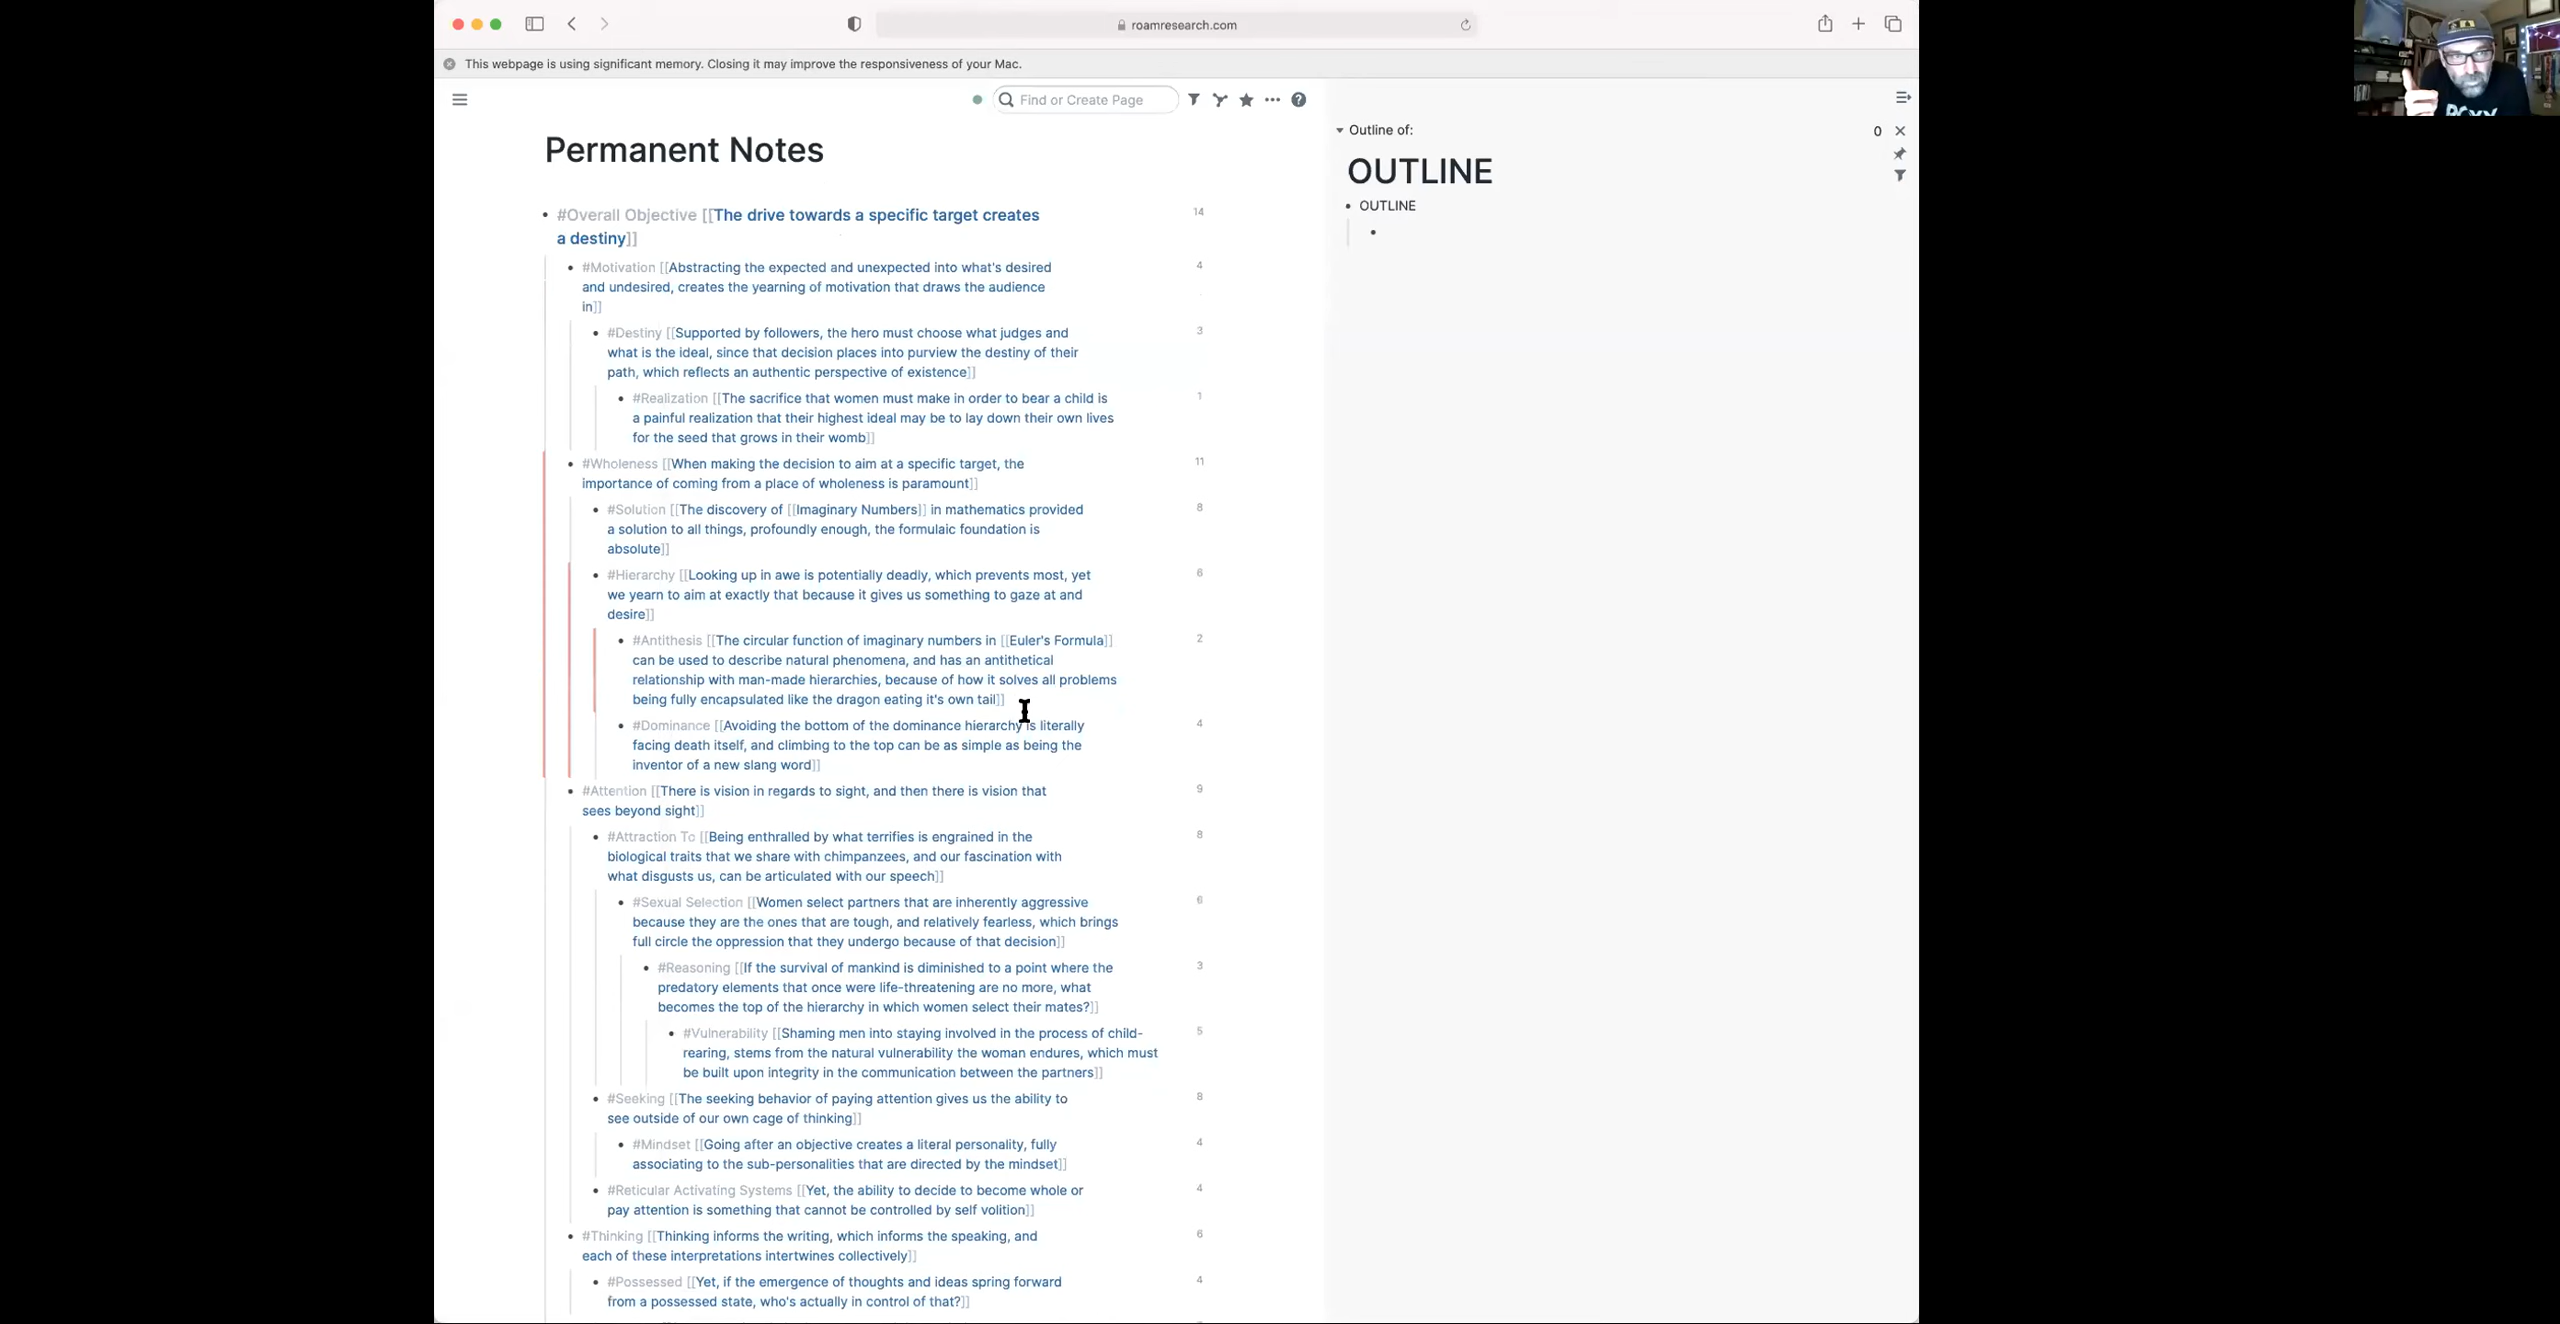 roamresearch.com
This webpage is using significant memory. Closing it may improve the responsiveness of your Mac.
Find or Create Page
Permanent Notes
#Overall Objective [[The drive towards a specific target creates 14
a destiny]]
#Motivation [[Abstracting the expected and unexpected into what's desired 4
and undesired, creates the yearning of motivation that draws the audience
in]]
#Destiny [[Supported by followers, the hero must choose what judges and 3
what is the ideal, since that decision places into purview the destiny of their
path, which reflects an authentic perspective of existence]]
#Realization [[The sacrifice that women must make in order to bear a child is 1
a painful realization that their highest ideal may be to lay down their own lives
for the seed that grows in their womb]]
#Wholeness [[When making the decision to aim at a specific target, the 11
importance of coming from a place of wholeness is paramount]]
#Solution [[The discovery of [[Imaginary Numbers]] in mathematics provided 8
a solution to all things, profoundly enough, the formulaic foundation is
absolute]]
#Hierarchy [[Looking up in awe is potentially deadly, which prevents most, yet 6
we yearn to aim at exactly that because it gives us something to gaze at and
desire]]
#Antithesis [[The circular function of imaginary numbers in [[Euler's Formula]] 2
can be used to describe natural phenomena, and has an antithetical
relationship with man-made hierarchies, because of how it solves all problems
being fully encapsulated like the dragon eating it's own tail]]
#Dominance [[Avoiding the bottom of the dominance hierarchy is literally 4
facing death itself, and climbing to the top can be as simple as being the
inventor of a new slang word]]
#Attention [[There is vision in regards to sight, and then there is vision that 9
sees beyond sight]]
#Attraction To [[Being enthralled by what terrifies is engrained in the 8
biological traits that we share with chimpanzees, and our fascination with
what disgusts us, can be articulated with our speech]]
#Sexual Selection [[Women select partners that are inherently aggressive 6
because they are the ones that are tough, and relatively fearless, which brings
full circle the oppression that they undergo because of that decision]]
#Reasoning [[If the survival of mankind is diminished to a point where the 3
predatory elements that once were life-threatening are no more, what
becomes the top of the hierarchy in which women select their mates?]]
#Vulnerability [[Shaming men into staying involved in the process of child- 5
rearing, stems from the natural vulnerability the woman endures, which must
be built upon integrity in the communication between the partners]]
#Seeking [[The seeking behavior of paying attention gives us the ability to 8
see outside of our own cage of thinking]]
#Mindset [[Going after an objective creates a literal personality, fully 4
associating to the sub-personalities that are directed by the mindset]]
#Reticular Activating Systems [[Yet, the ability to decide to become whole or 4
pay attention is something that cannot be controlled by self volition]]
#Thinking [[Thinking informs the writing, which informs the speaking, and 6
each of these interpretations intertwines collectively]]
#Possessed [[Yet, if the emergence of thoughts and ideas spring forward 4
from a possessed state, who's actually in control of that?]]
Outline of: 0
OUTLINE
OUTLINE